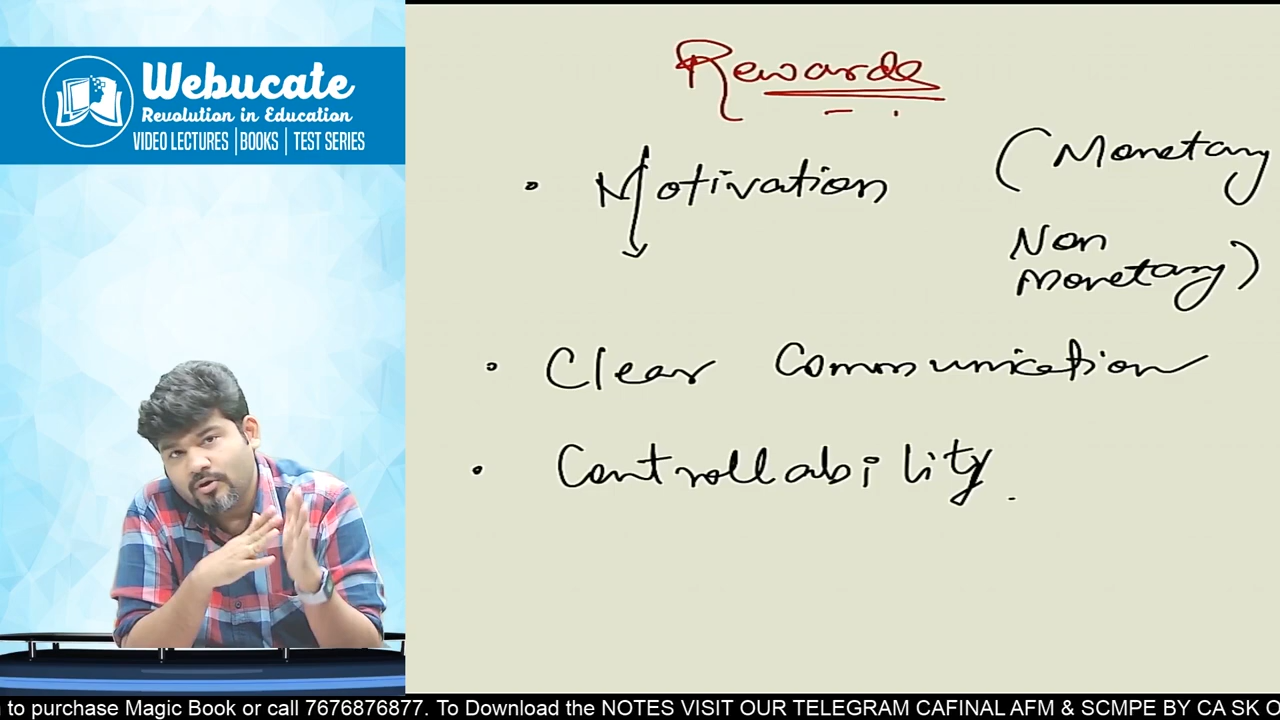 Webucate
Revolution in Education
VIDEO LECTURES | BOOKS | TEST SERIES
Rewards
• Motivation
(Monetary
Non
Monetary)
• Clear Communication
• Controllability.
n to purchase Magic Book or call 7676876877. To Download the NOTES VISIT OUR TELEGRAM CAFINAL AFM & SCMPE BY CA SK C